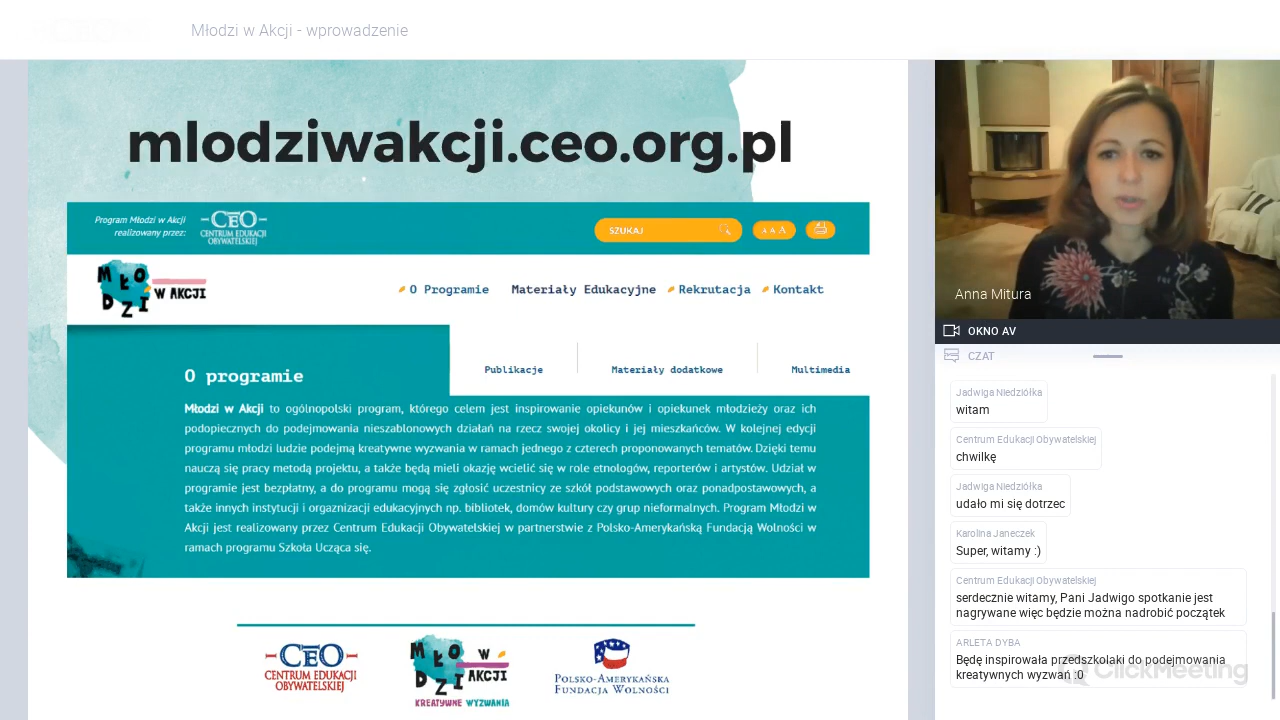 Młodzi w Akcji - wprowadzenie
mlodziwakcji.ceo.org.pl
Program Młodzi w Akcji
realizowany przez:
CEO
CENTRUM EDUKACJI
OBYWATELSKIEJ
SZUKAJ
A A A
MŁODZI W AKCJI
O Programie
Materiały Edukacyjne
Rekrutacja
Kontakt
Publikacje
Materiały dodatkowe
Multimedia
O programie
Młodzi w Akcji to ogólnopolski program, którego celem jest inspirowanie opiekunów i opiekunek młodzieży oraz ich
podopiecznych do podejmowania nieszablonowych działań na rzecz swojej okolicy i jej mieszkańców. W kolejnej edycji
programu młodzi ludzie podejmą kreatywne wyzwania w ramach jednego z czterech proponowanych tematów. Dzięki temu
nauczą się pracy metodą projektu, a także będą mieli okazję wcielić się w role etnologów, reporterów i artystów. Udział w
programie jest bezpłatny, a do programu mogą się zgłosić uczestnicy ze szkół podstawowych oraz ponadpostawowych, a
także innych instytucji i orgaznizacji edukacyjnych np. bibliotek, domów kultury czy grup nieformalnych. Program Młodzi w
Akcji jest realizowany przez Centrum Edukacji Obywatelskiej w partnerstwie z Polsko-Amerykańską Fundacją Wolności w
ramach programu Szkoła Ucząca się.
CEO
CENTRUM EDUKACJI
OBYWATELSKIEJ
MŁODZI W AKCJI
KREATYWNE WYZWANIA
POLSKO-AMERYKAŃSKA
FUNDACJA WOLNOŚCI
Anna Mitura
OKNO AV
CZAT
Jadwiga Niedziółka
witam
Centrum Edukacji Obywatelskiej
chwilkę
Jadwiga Niedziółka
udało mi się dotrzec
Karolina Janeczek
Super, witamy :)
Centrum Edukacji Obywatelskiej
serdecznie witamy, Pani Jadwigo spotkanie jest
nagrywane więc będzie można nadrobić początek
ARLETA DYBA
Będę inspirowała przedszkolaki do podejmowania
kreatywnych wyzwań :0
ClickMeeting